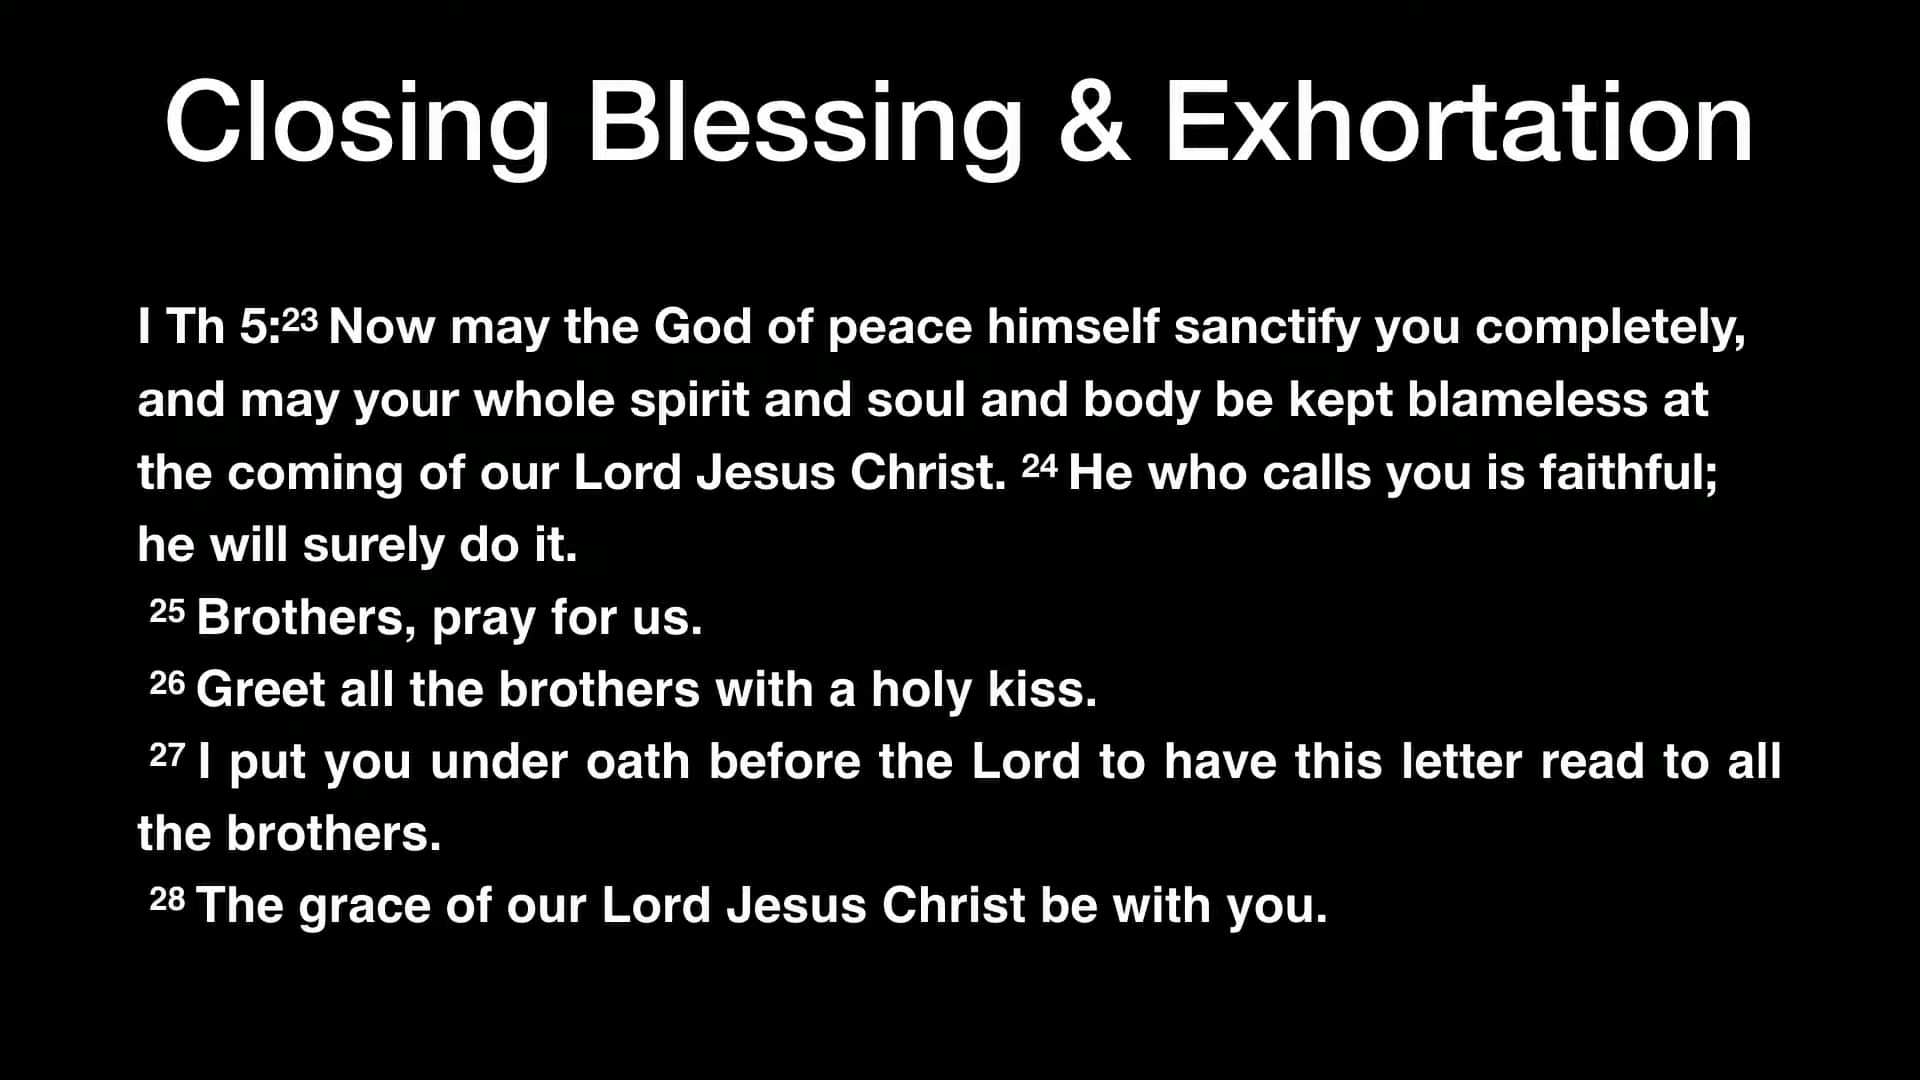 Closing Blessing & Exhortation
I Th 5:23 Now may the God of peace himself sanctify you completely,
and may your whole spirit and soul and body be kept blameless at
the coming of our Lord Jesus Christ. 24 He who calls you is faithful;
he will surely do it.
25 Brothers, pray for us.
26 Greet all the brothers with a holy kiss.
27 I put you under oath before the Lord to have this letter read to all
the brothers.
28 The grace of our Lord Jesus Christ be with you.